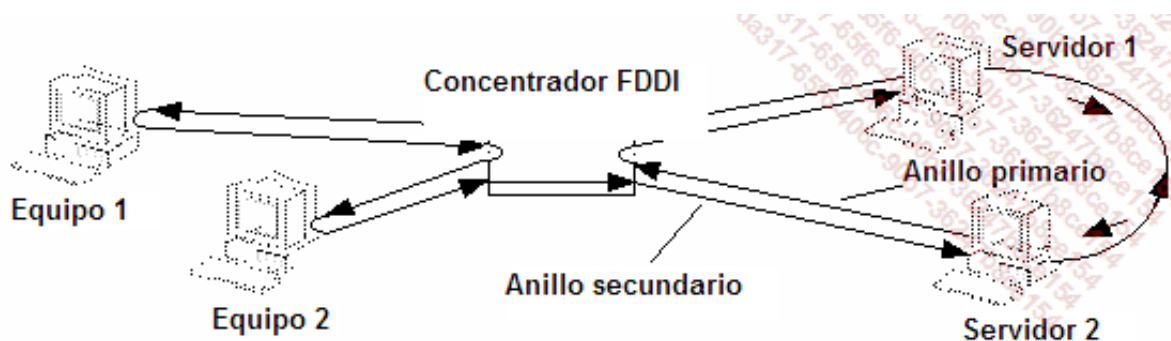 Servidor 1
Concentrador FDDI
Anillo primario
Equipo 1
Anillo secundario
Equipo 2
Servidor 2